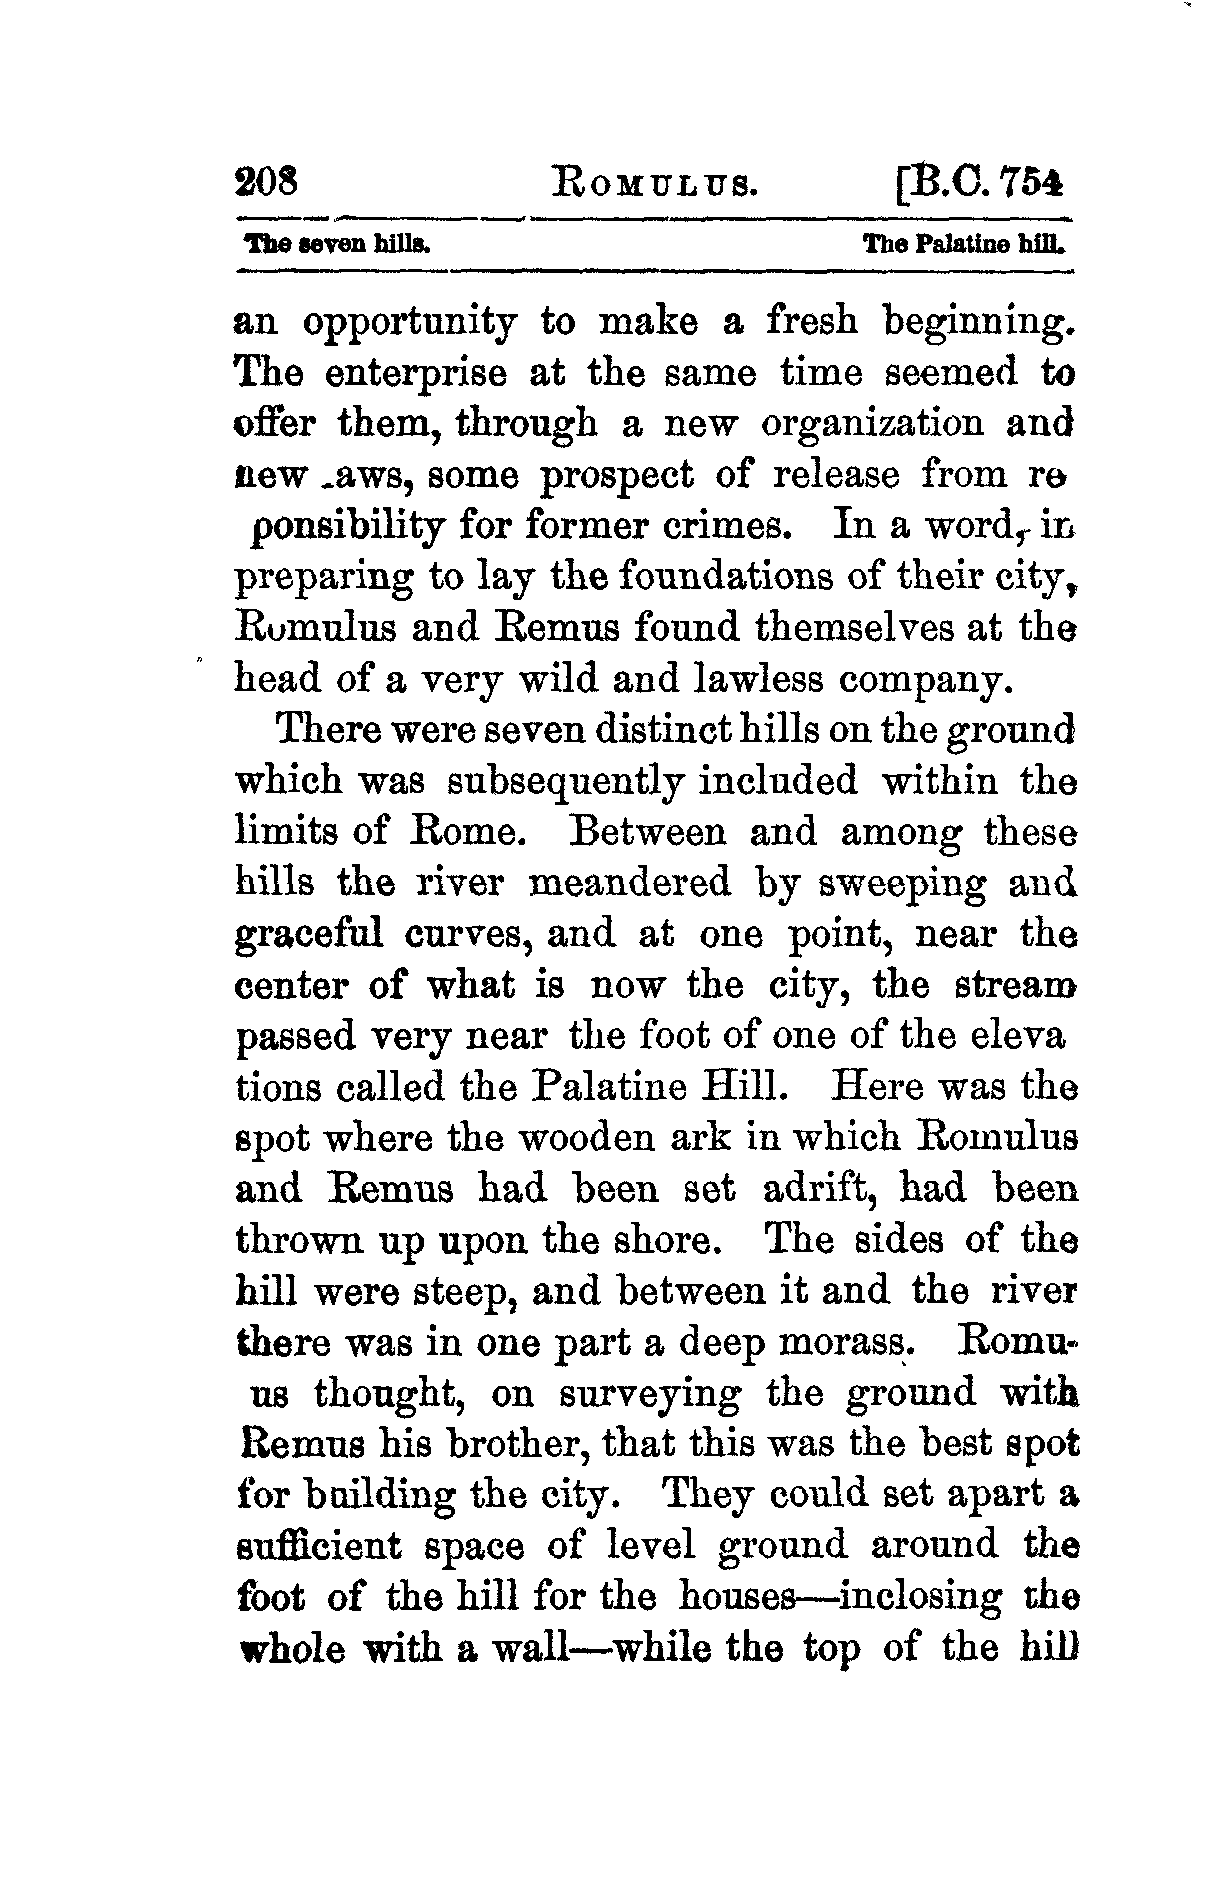 208 ROMULUS. [B.C. 754
The seven hills. The Palatine hill.
an opportunity to make a fresh beginning.
The enterprise at the same time seemed to
offer them, through a new organization and
new .aws, some prospect of release from re
ponsibility for former crimes. In a word, in
preparing to lay the foundations of their city,
Romulus and Remus found themselves at the
head of a very wild and lawless company.
There were seven distinct hills on the ground
which was subsequently included within the
limits of Rome. Between and among these
hills the river meandered by sweeping and
graceful curves, and at one point, near the
center of what is now the city, the stream
passed very near the foot of one of the eleva
tions called the Palatine Hill. Here was the
spot where the wooden ark in which Romulus
and Remus had been set adrift, had been
thrown up upon the shore. The sides of the
hill were steep, and between it and the river
there was in one part a deep morass. Romu-
us thought, on surveying the ground with
Remus his brother, that this was the best spot
for building the city. They could set apart a
sufficient space of level ground around the
foot of the hill for the houses—inclosing the
whole with a wall—while the top of the hill